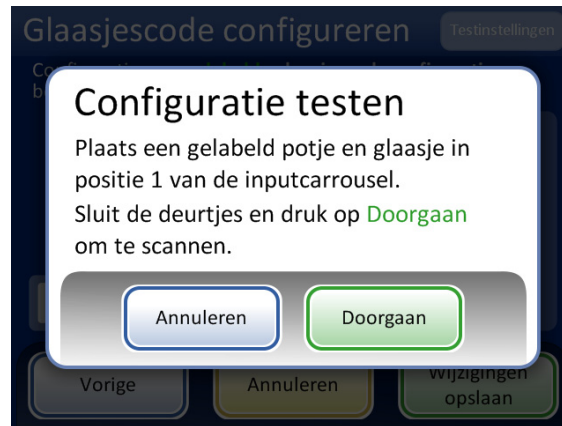 Glaasjescode configureren
Testinstellingen
Configuratie testen
Plaats een gelabeld potje en glaasje in
positie 1 van de inputcarrousel.
Sluit de deurtjes en druk op Doorgaan
om te scannen.
Annuleren
Doorgaan
Vorige
Annuleren
Wijzigingen
opslaan